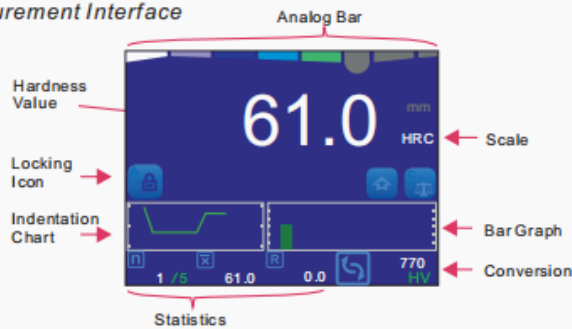 urement Interface
Analog Bar
Hardness
Value
61.0
mm
HRC
Scale
Locking
Icon
Indentation
Chart
Bar Graph
n
x
R
1 /5
61.0
0.0
770
HV
Conversion
Statistics